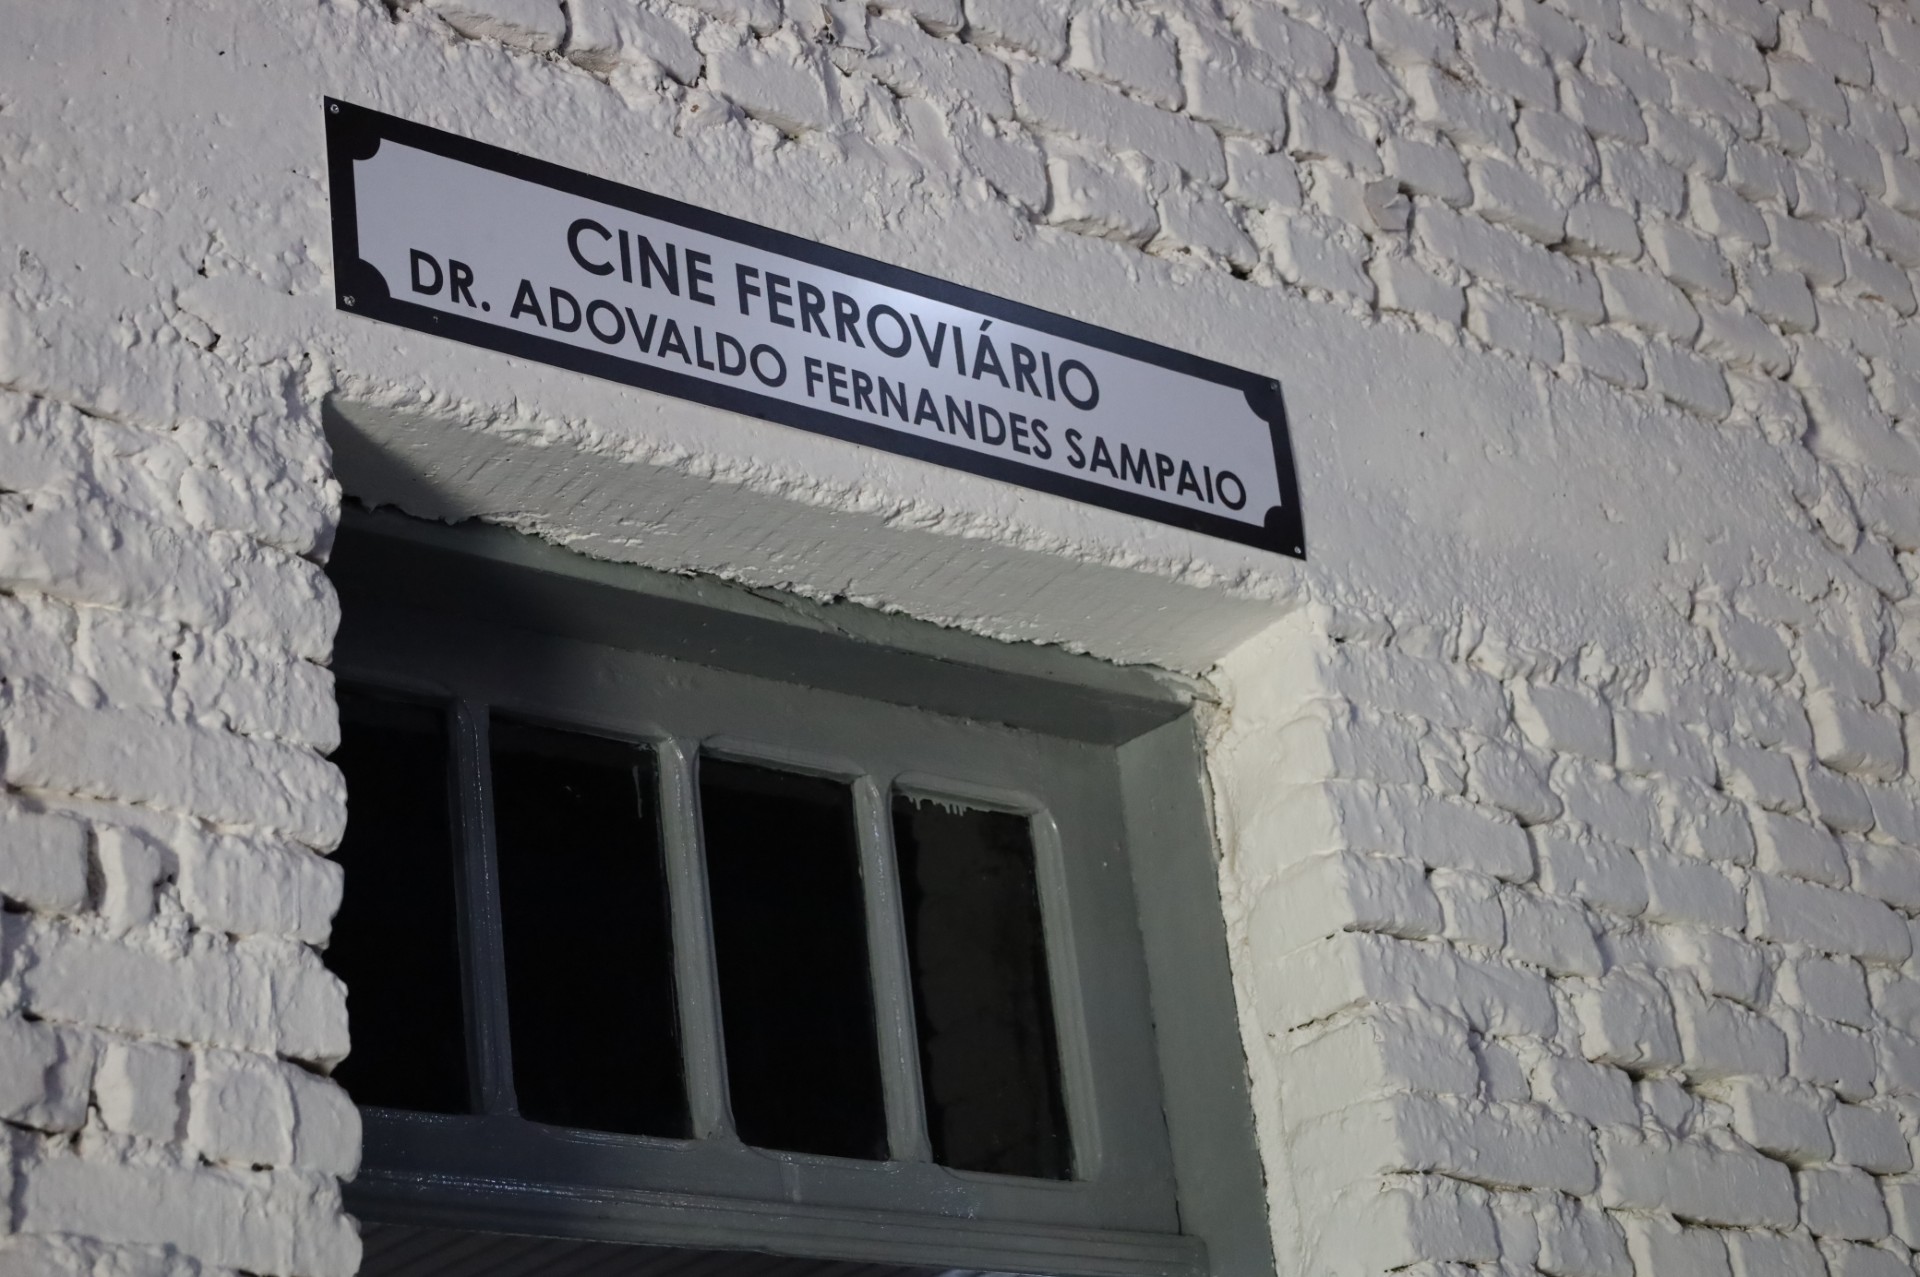 CINE FERROVIÁRIO
DR. ADOVALDO FERNANDES SAMPAIO